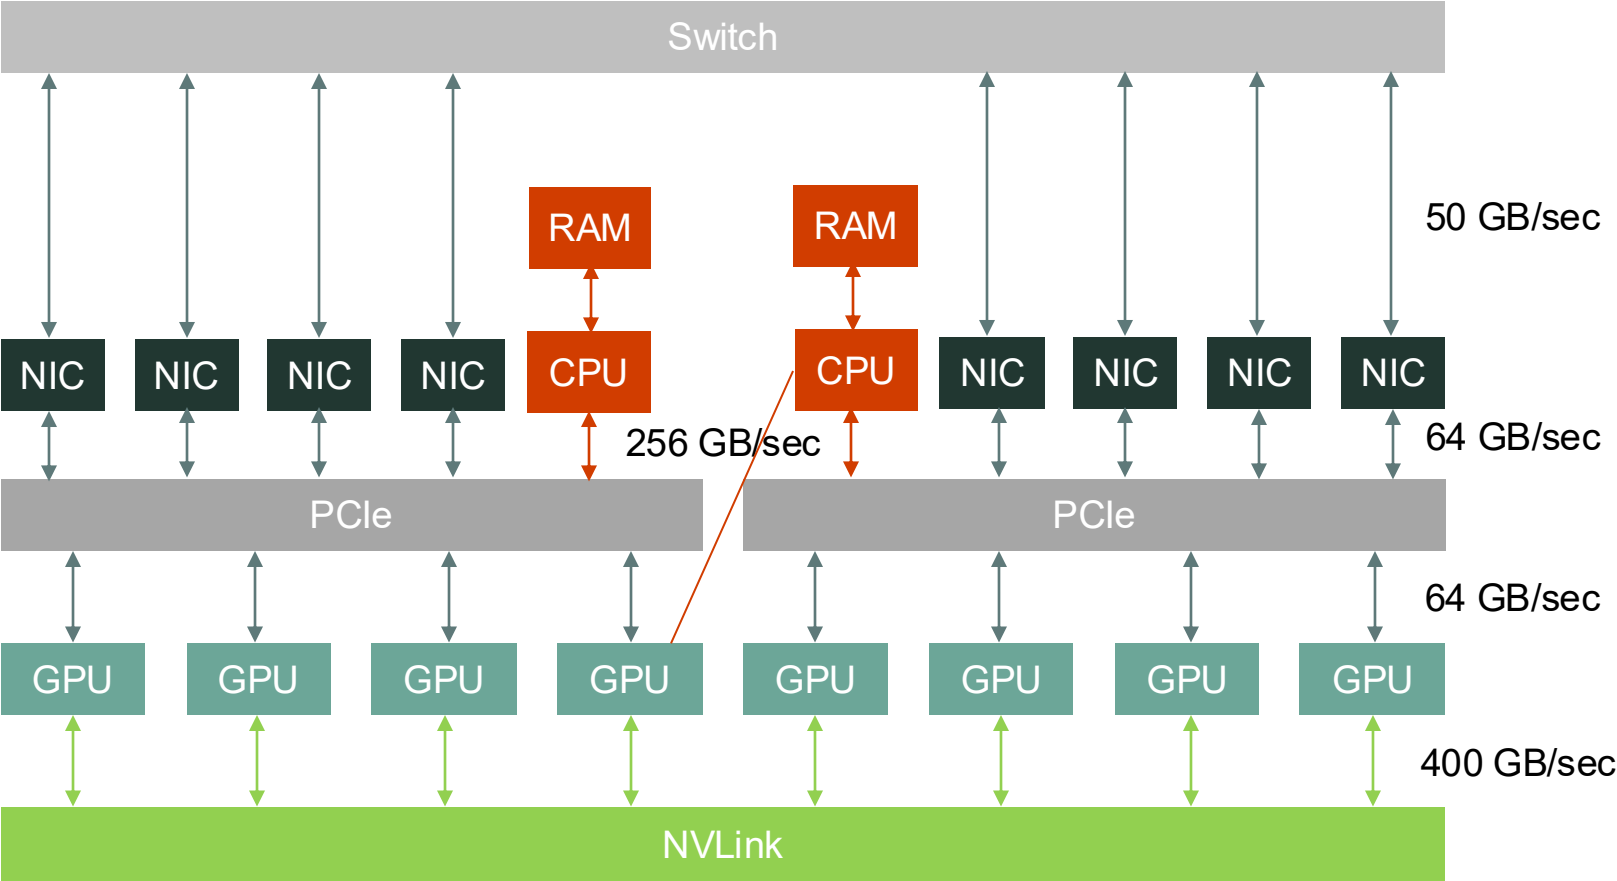 Switch
RAM
RAM
50 GB/sec
NIC
NIC
NIC
NIC
CPU
CPU
NIC
NIC
NIC
NIC
256 GB/sec
64 GB/sec
PCIe
PCIe
64 GB/sec
GPU
GPU
GPU
GPU
GPU
GPU
GPU
GPU
400 GB/sec
NVLink